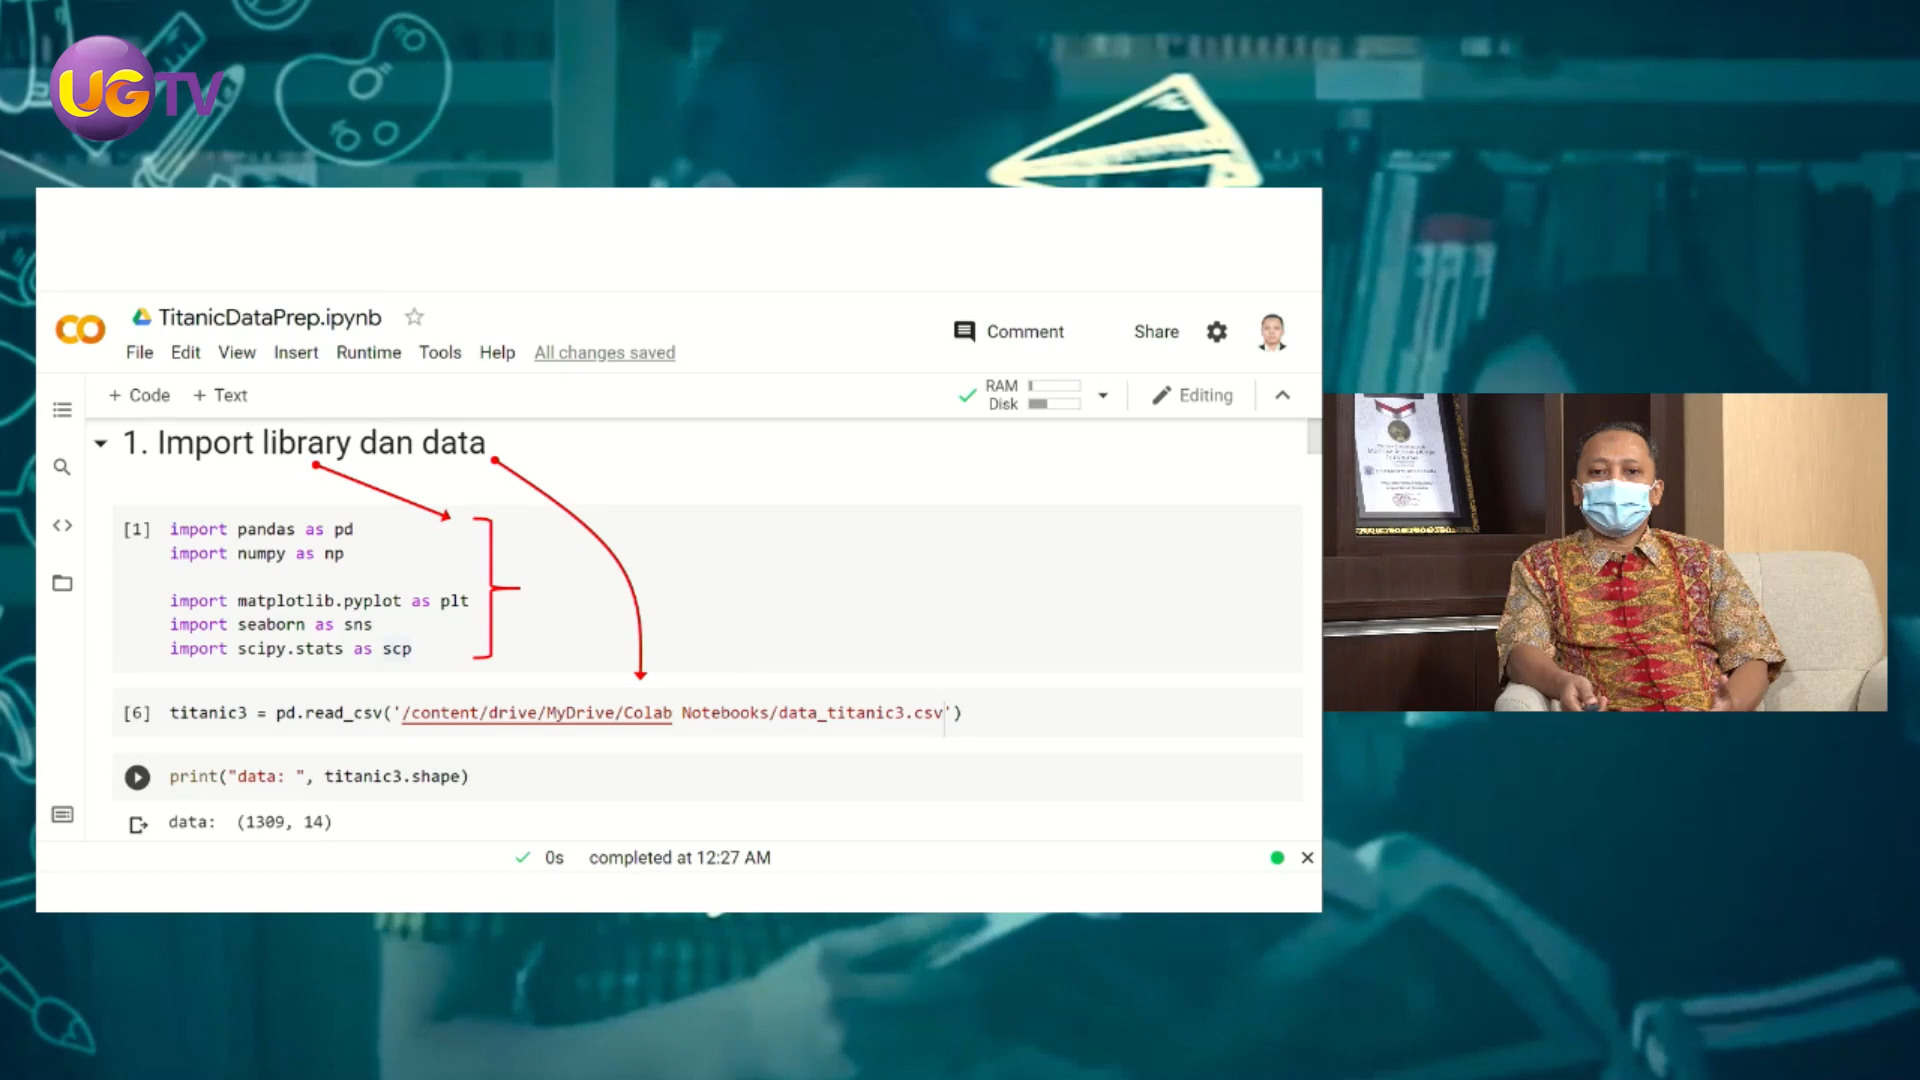 UGTV
TitanicDataPrep.ipynb
Comment
Share
File Edit View Insert Runtime Tools Help All changes saved
+ Code + Text
RAM
Disk
Editing
1. Import library dan data
[1] import pandas as pd
import numpy as np
import matplotlib.pyplot as plt
import seaborn as sns
import scipy.stats as scp
[6] titanic3 = pd.read_csv('/content/drive/MyDrive/Colab Notebooks/data_titanic3.csv')
print("data: ", titanic3.shape)
data: (1309, 14)
0s completed at 12:27 AM